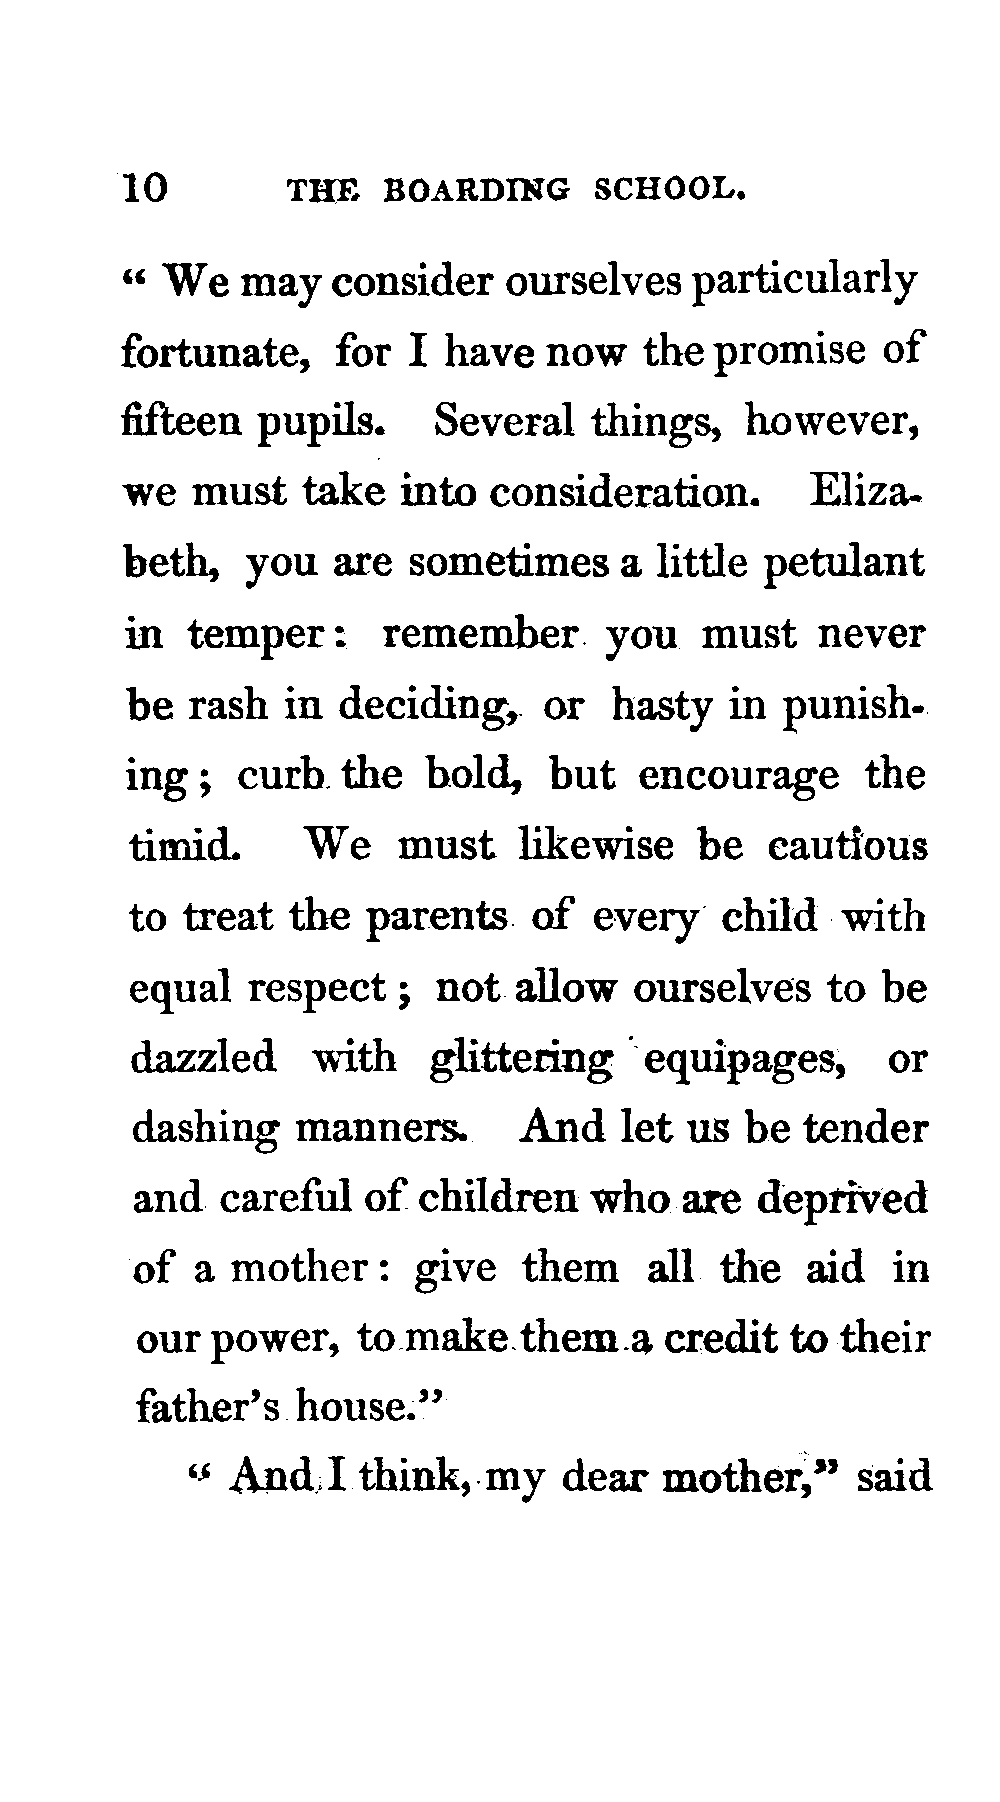 10 THE BOARDING SCHOOL.
“ We may consider ourselves particularly
fortunate, for I have now the promise of
fifteen pupils. Several things, however,
we must take into consideration. Eliza-
beth, you are sometimes a little petulant
in temper: remember you must never
be rash in deciding, or hasty in punish-
ing; curb the bold, but encourage the
timid. We must likewise be cautious
to treat the parents of every child with
equal respect; not allow ourselves to be
dazzled with glittering equipages, or
dashing manners. And let us be tender
and careful of children who are deprived
of a mother: give them all the aid in
our power, to make them a credit to their
father’s house.”
“ And I think, my dear mother,” said